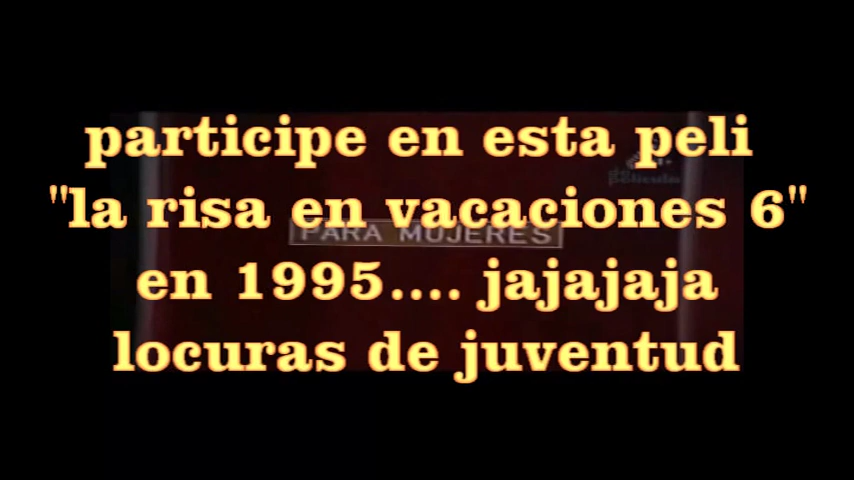 participe en esta peli
"la risa en vacaciones 6"
PARA MUJERES
en 1995.... jajajaja
locuras de juventud